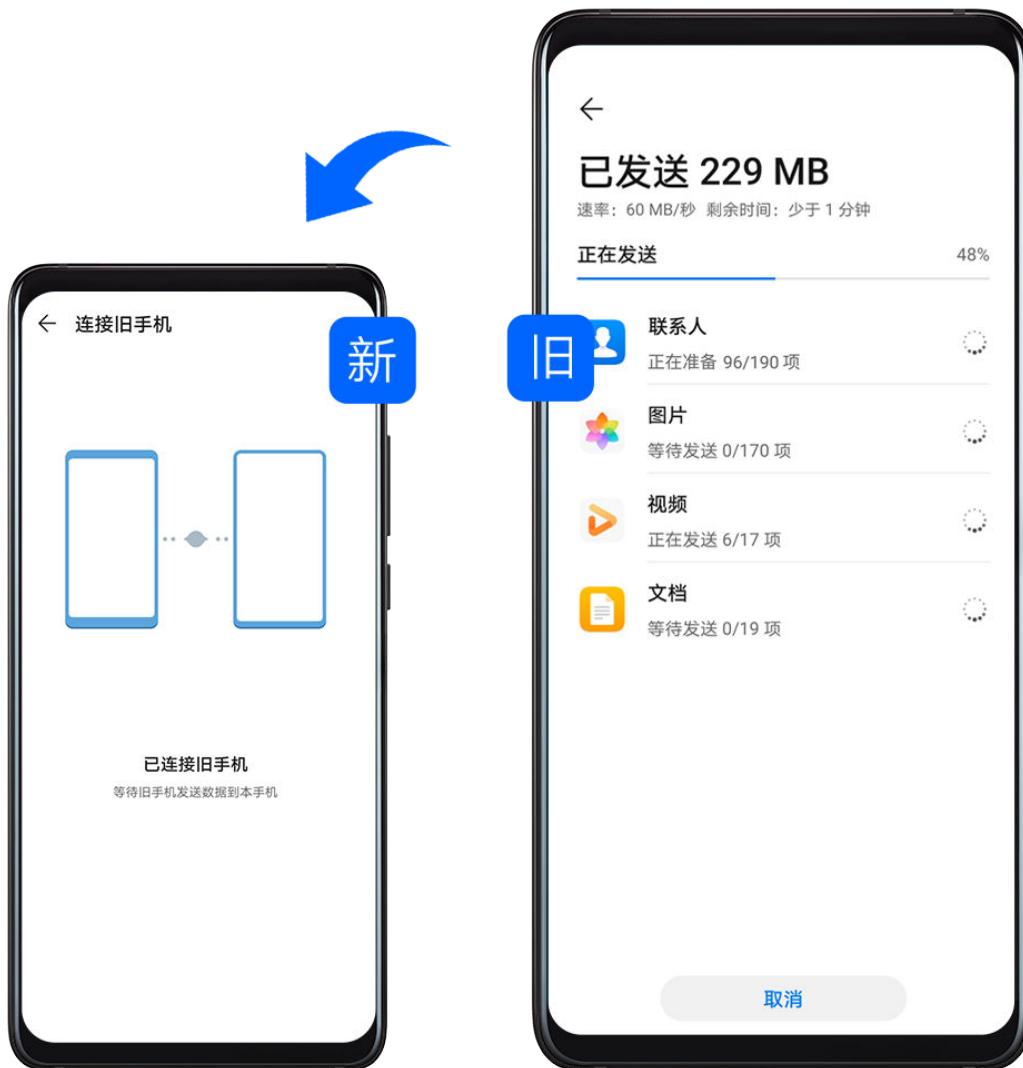 连接旧手机
新
已连接旧手机
等待旧手机发送数据到本手机
旧
已发送 229 MB
速率：60 MB/秒 剩余时间：少于 1 分钟
正在发送 48%
联系人
正在准备 96/190 项
图片
等待发送 0/170 项
视频
正在发送 6/17 项
文档
等待发送 0/19 项
取消